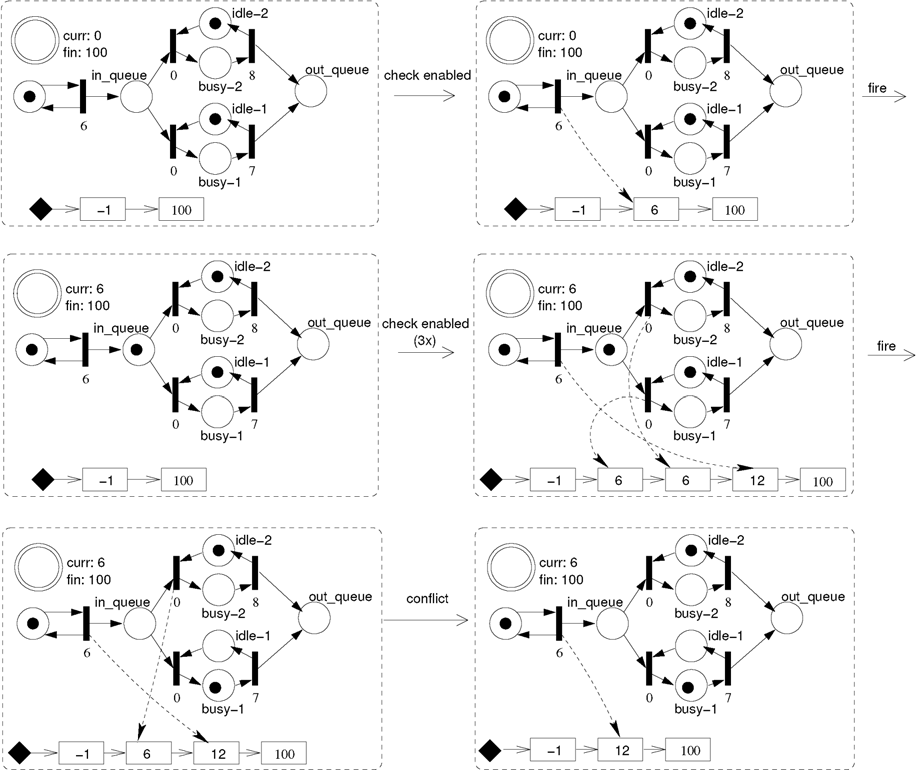 curr: 0
fin: 100
idle-2
in_queue
0
busy-2
8
out_queue
6
idle-1
0
busy-1
7
-1
100
check enabled
curr: 0
fin: 100
idle-2
in_queue
0
busy-2
8
out_queue
6
idle-1
0
busy-1
7
-1
6
100
fire
curr: 6
fin: 100
idle-2
in_queue
0
busy-2
8
out_queue
6
idle-1
0
busy-1
7
-1
100
check enabled
(3x)
curr: 6
fin: 100
idle-2
in_queue
0
busy-2
8
out_queue
6
idle-1
0
busy-1
7
-1
6
6
12
100
fire
curr: 6
fin: 100
idle-2
in_queue
0
busy-2
8
out_queue
6
idle-1
0
busy-1
7
-1
6
12
100
conflict
curr: 6
fin: 100
idle-2
in_queue
0
busy-2
8
out_queue
6
idle-1
0
busy-1
7
-1
12
100